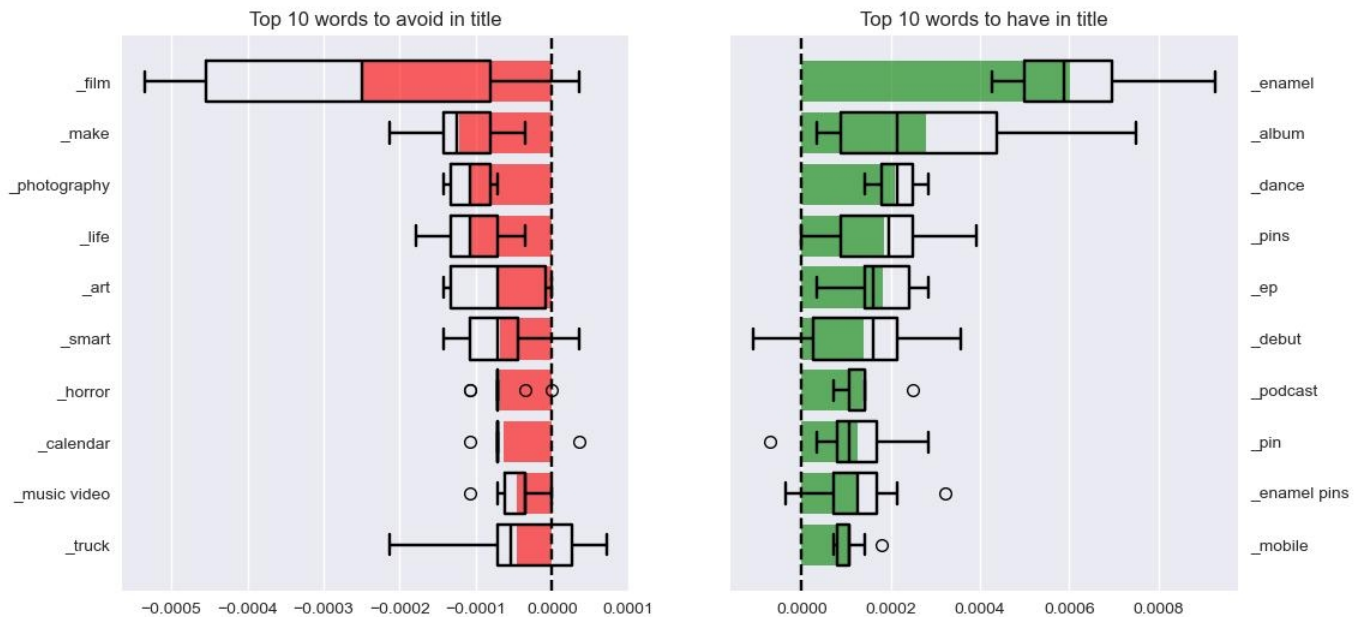 Top 10 words to avoid in title
_film
_make
_photography
_life
_art
_smart
_horror
_calendar
_music video
_truck
−0.0005 −0.0004 −0.0003 −0.0002 −0.0001 0.0000 0.0001
Top 10 words to have in title
_enamel
_album
_dance
_pins
_ep
_debut
_podcast
_pin
_enamel pins
_mobile
0.0000 0.0002 0.0004 0.0006 0.0008